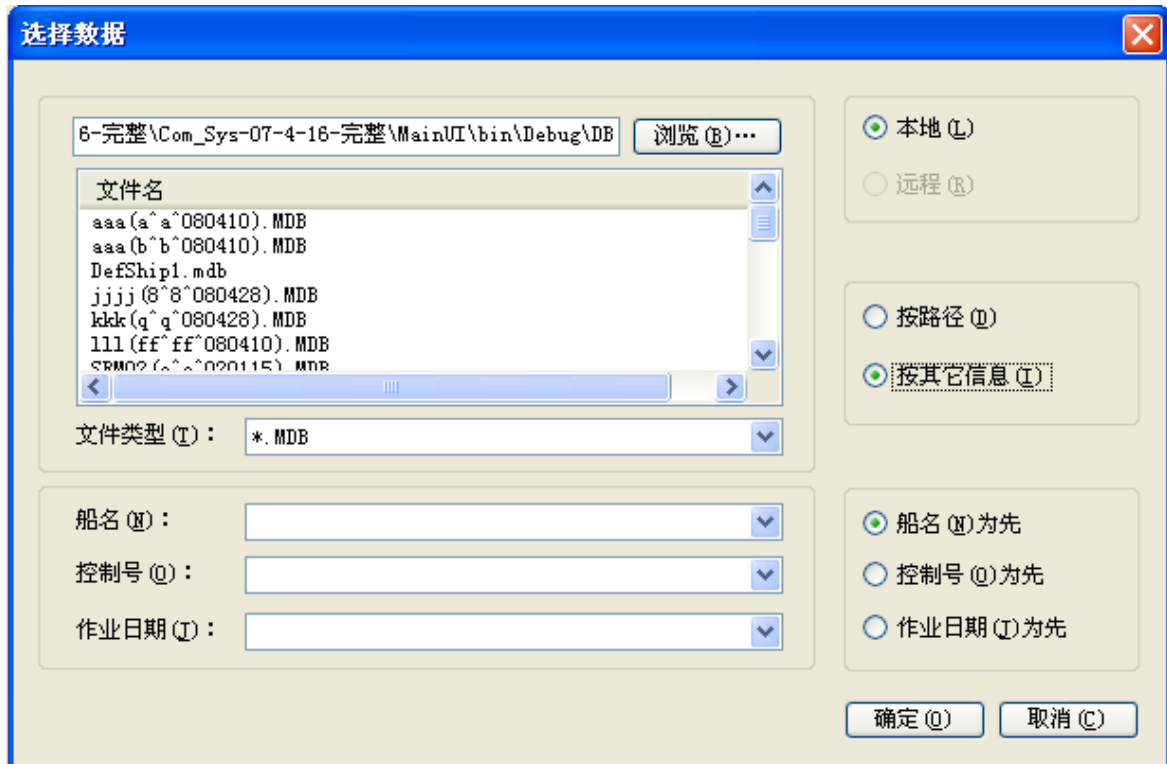 选择数据
6-完整\Com_Sys-07-4-16-完整\MainUI\bin\Debug\DB
浏览(B)…
文件名
aaa(a^a^080410).MDB
aaa(b^b^080410).MDB
DefShip1.mdb
jjjj(8^8^080428).MDB
kkk(q^q^080428).MDB
lll(ff^ff^080410).MDB
文件类型(T)：
*.MDB
船名(N)：
控制号(O)：
作业日期(J)：
本地(L)
远程(R)
按路径(D)
按其它信息(I)
船名(N)为先
控制号(O)为先
作业日期(J)为先
确定(O)
取消(C)